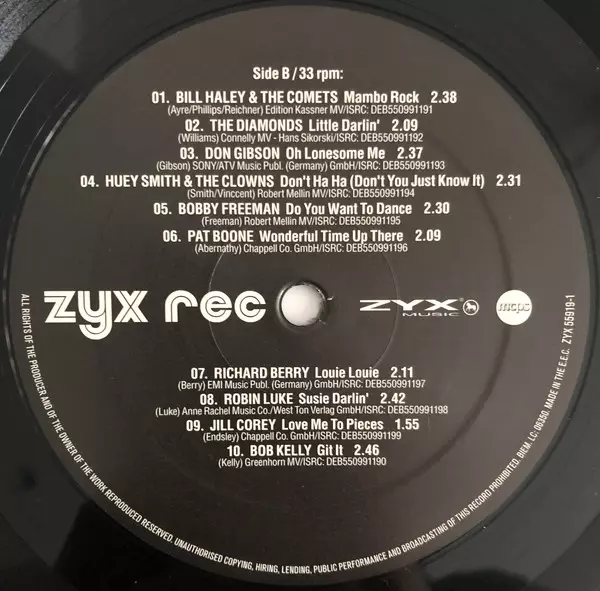 Side B / 33 rpm:
01. BILL HALEY & THE COMETS Mambo Rock 2.38
(Ayre/Phillips/Reichner) Edition Kassner MV/ISRC: DEB550991191
02. THE DIAMONDS Little Darlin' 2.09
(Williams) Connelly MV - Hans Sikorski/ISRC: DEB550991192
03. DON GIBSON Oh Lonesome Me 2.37
(Gibson) SONY/ATV Music Publ. (Germany) GmbH/ISRC: DEB550991193
04. HUEY SMITH & THE CLOWNS Don't Ha Ha (Don't You Just Know It) 2.31
(Smith/Vinccent) Robert Mellin MV/ISRC: DEB550991194
05. BOBBY FREEMAN Do You Want To Dance 2.30
(Freeman) Robert Mellin MV/ISRC: DEB550991195
06. PAT BOONE Wonderful Time Up There 2.09
(Abernathy) Chappell Co. GmbH/ISRC: DEB550991196
zyx rec
ZYX®
MUSIC
mcps
07. RICHARD BERRY Louie Louie 2.11
(Berry) EMI Music Publ. (Germany) GmbH/ISRC: DEB550991197
08. ROBIN LUKE Susie Darlin' 2.42
(Luke) Anne Rachel Music Co./West Ton Verlag GmbH/ISRC: DEB550991198
09. JILL COREY Love Me To Pieces 1.55
(Endsley) Chappell Co. GmbH/ISRC: DEB550991199
10. BOB KELLY Git It 2.46
(Kelly) Greenhorn MV/ISRC: DEB550991190
ALL RIGHTS OF THE PRODUCER AND OF THE OWNER OF THE WORK REPRODUCED RESERVED. UNAUTHORISED COPYING, HIRING, LENDING, PUBLIC PERFORMANCE AND BROADCASTING OF THIS RECORD PROHIBITED. BIEM. LC: 06350. MADE IN THE E.E.C. ZYX 55919-1